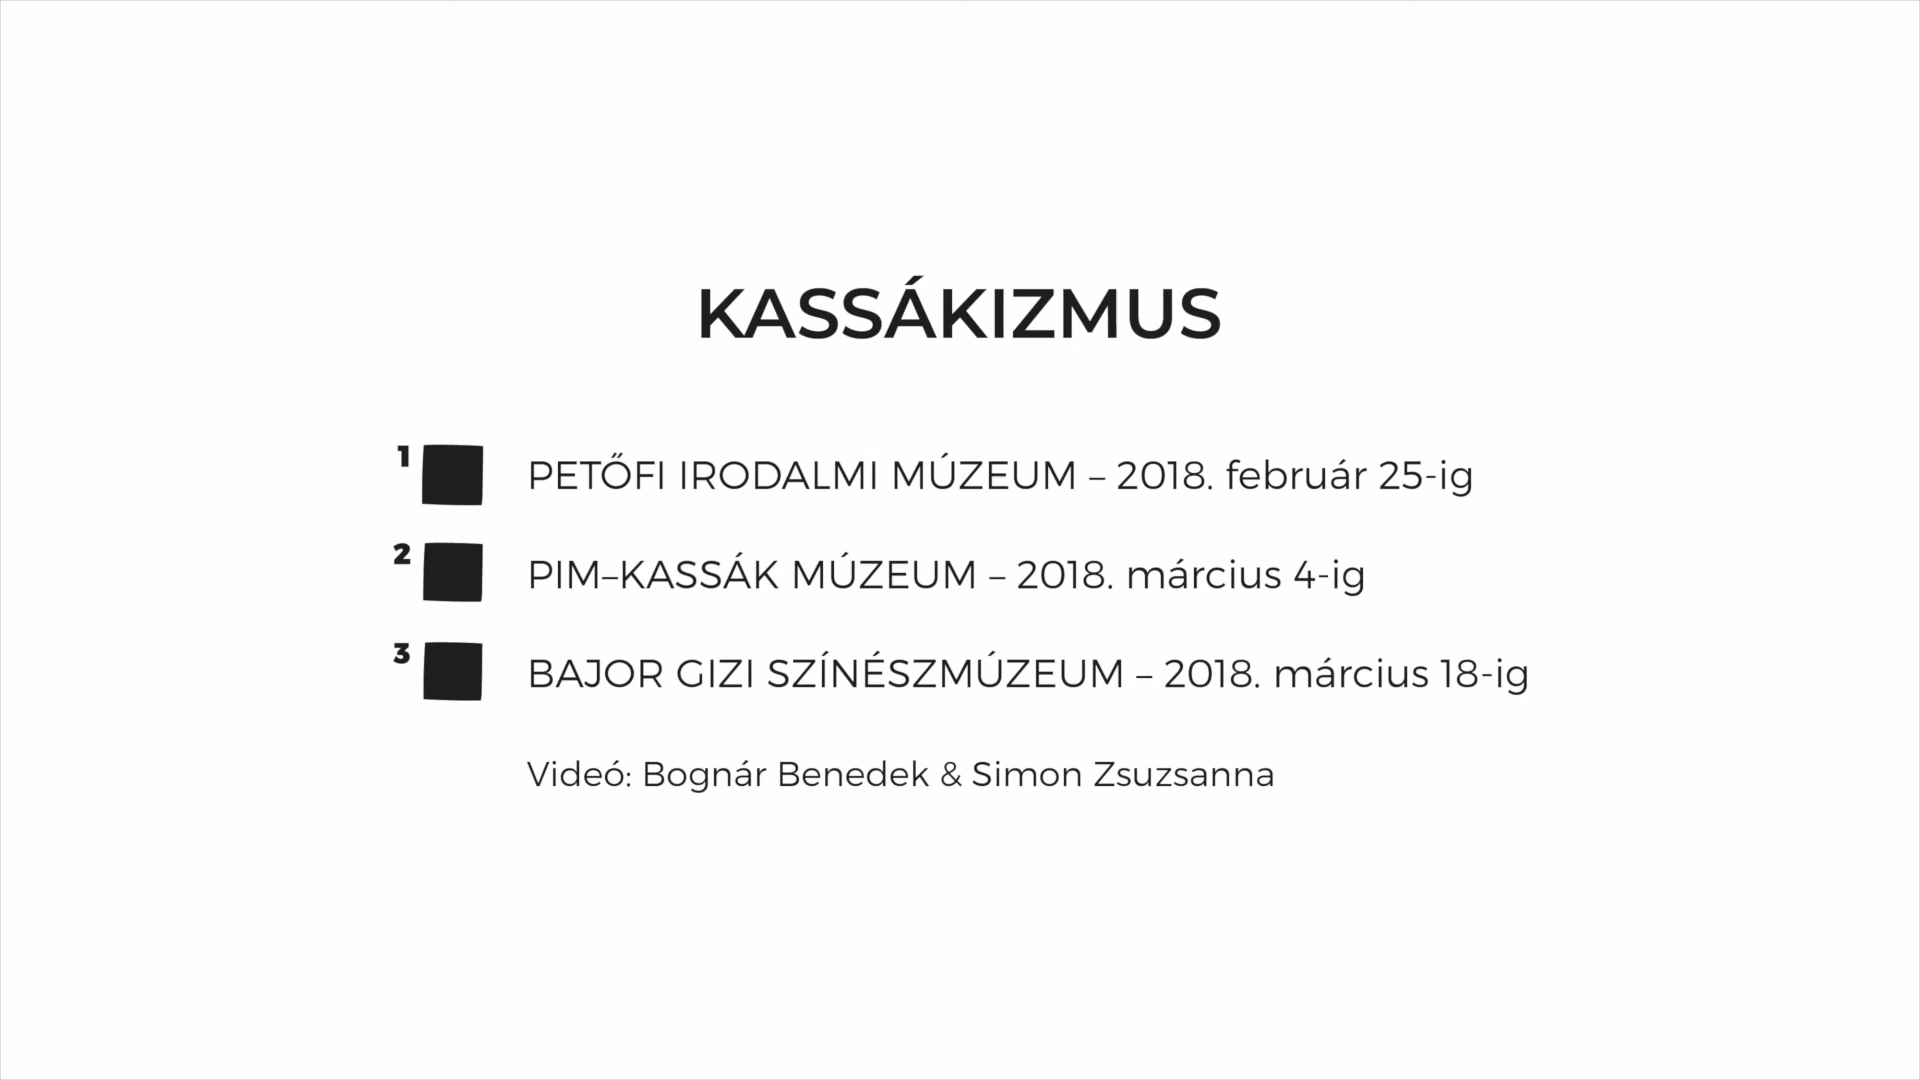 KASSÁKIZMUS
1 PETŐFI IRODALMI MÚZEUM – 2018. február 25-ig
2 PIM–KASSÁK MÚZEUM – 2018. március 4-ig
3 BAJOR GIZI SZÍNÉSZMÚZEUM – 2018. március 18-ig
Videó: Bognár Benedek & Simon Zsuzsanna